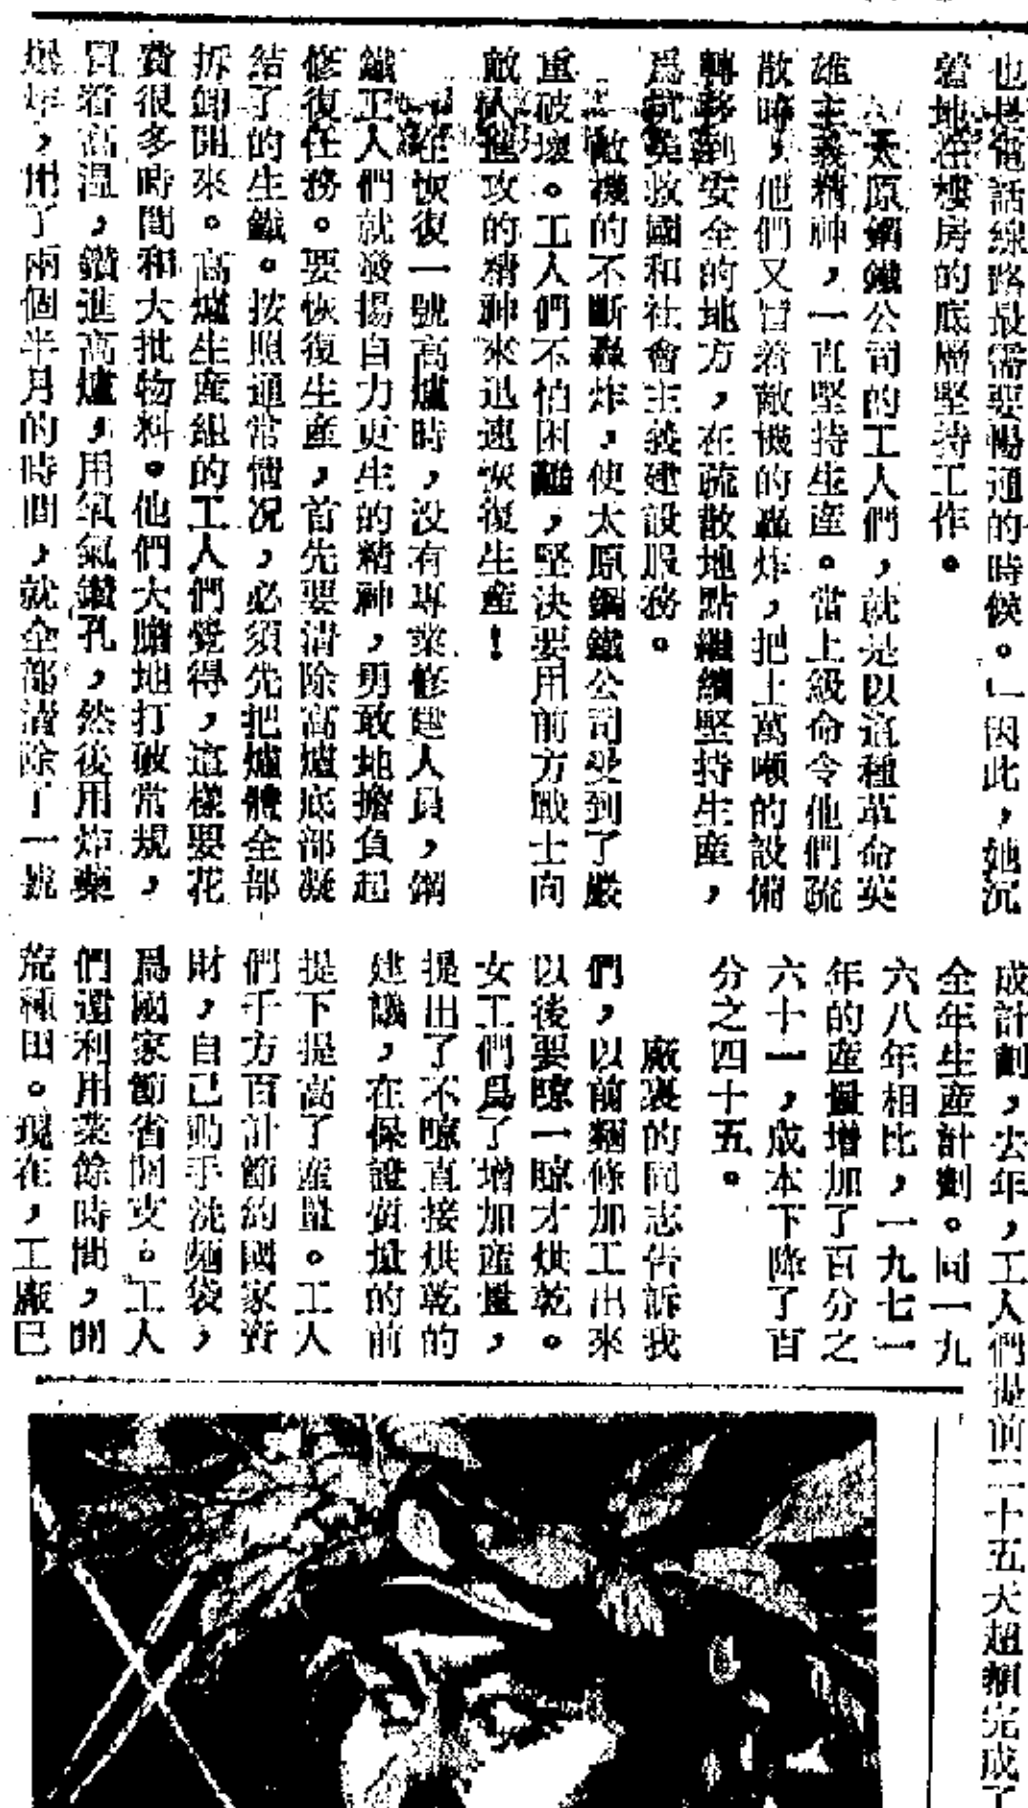 也是電話線路最需要暢通的時候。」因此,她沉
着地在樓房的底層堅持工作。
太原鋼鐵公司的工人們,就是以這種革命英
雄主義精神,一直堅持生産。當上級命令他們疏
散時,他們又冒着敵機的轟炸,把上萬噸的設備
轉移到安全的地方,在疏散地點繼續堅持生産,
爲抗美救國和社會主義建設服務。
敵機的不斷轟炸,使太原鋼鐵公司受到了嚴
重破壞。工人們不怕困難,堅決要用前方戰士向
敵人進攻的精神來迅速恢復生産!
在恢復一號高爐時,没有專業修建人員,鋼
鐵工人們就發揚自力更生的精神,勇敢地擔負起
修復任務。要恢復生産,首先要清除高爐底部凝
結了的生鐵。按照通常情况,必須先把爐體全部
拆卸開來。高爐生産組的工人們覺得,這樣要花
費很多時間和大批物料。他們大膽地打破常規,
冒着高温,鑽進高爐,用氧氣鑽孔,然後用炸藥
爆炸,用了兩個半月的時間,就全部清除了一號
成計劃,去年,工人們提前二十五天超額完成了
全年生産計劃。同一九
六八年相比,一九七一
年的産量增加了百分之
六十一,成本下降了百
分之四十五。
廠裏的同志告訴我
們,以前麵條加工出來
以後要晾一晾才烘乾。
女工們爲了增加産量,
提出了不晾直接烘乾的
建議,在保證質量的前
提下提高了産量。工人
們千方百計節約國家資
財,自己動手洗麵袋,
爲國家節省開支。工人
們還利用業餘時間,開
荒種田。現在,工廠已